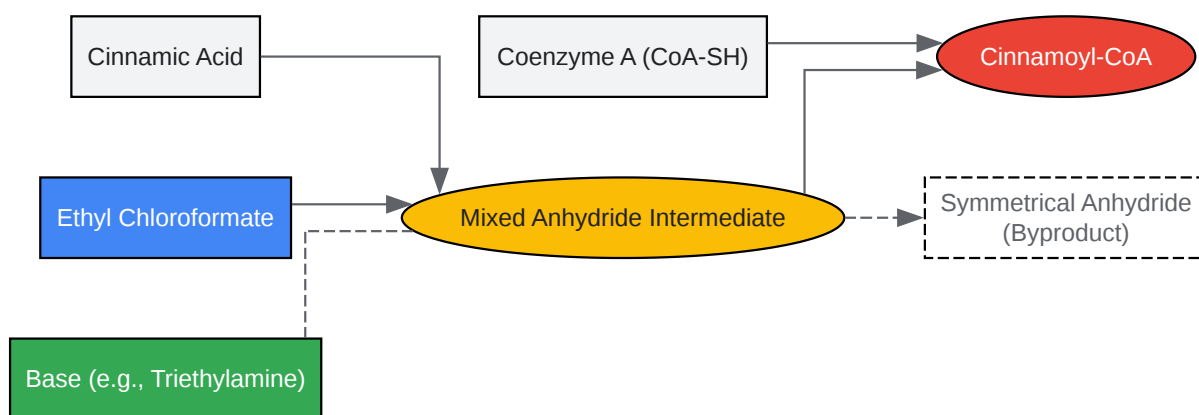 Cinnamic Acid
Coenzyme A (CoA-SH)
Cinnamoyl-CoA
Ethyl Chloroformate
Mixed Anhydride Intermediate
Symmetrical Anhydride
(Byproduct)
Base (e.g., Triethylamine)